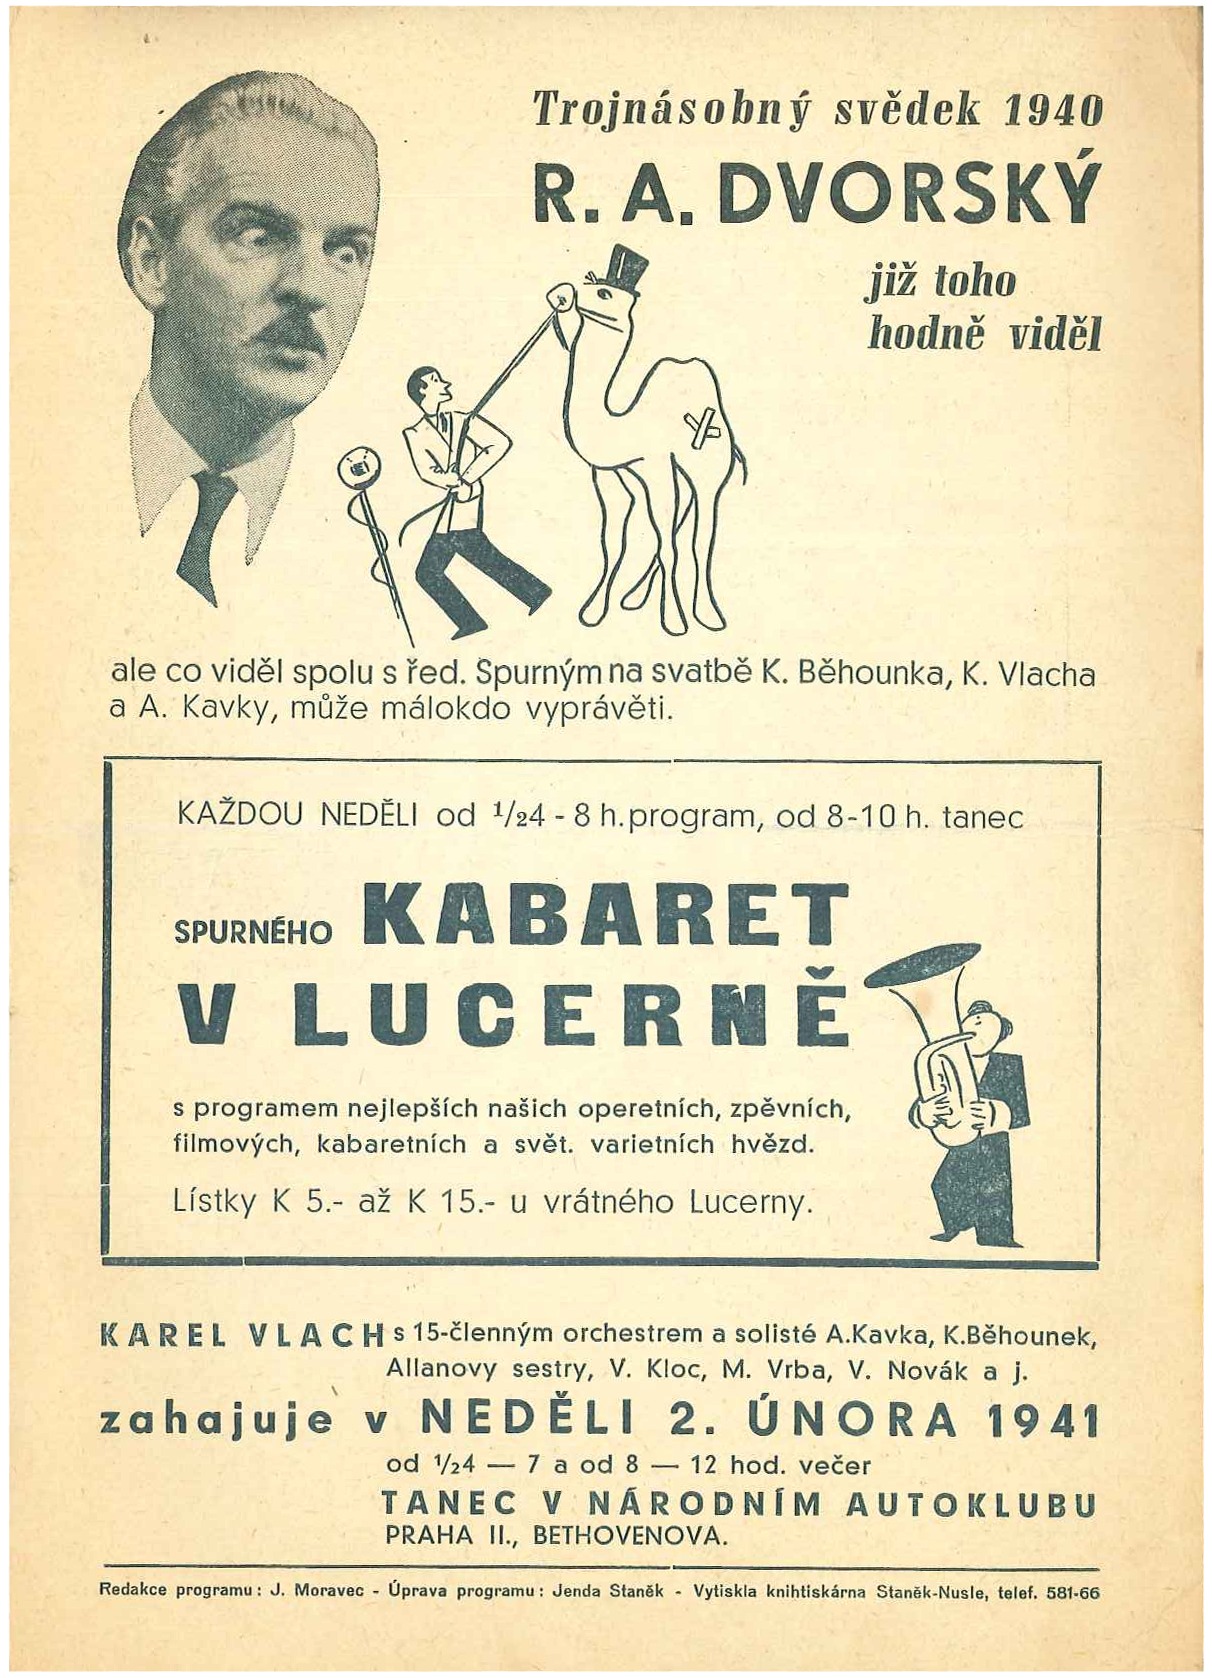 Trojnásobný svědek 1940
R. A. DVORSKÝ
již toho
hodně viděl
ale co viděl spolu s řed. Spurným na svatbě K. Běhounka, K. Vlacha
a A. Kavky, může málokdo vyprávěti.
KAŽDOU NEDĚLI od ½4 - 8 h. program, od 8-10 h. tanec
SPURNÉHO KABARET
V LUCERNĚ
s programem nejlepších našich operetních, zpěvních,
filmových, kabaretních a svět. varietních hvězd.
Lístky K 5.- až K 15.- u vrátného Lucerny.
KAREL VLACH s 15-členným orchestrem a solisté A. Kavka, K. Běhounek,
Allanovy sestry, V. Kloc, M. Vrba, V. Novák a j.
zahajuje v NEDĚLI 2. ÚNORA 1941
od ½4 — 7 a od 8 — 12 hod. večer
TANEC V NÁRODNÍM AUTOKLUBU
PRAHA II., BETHOVENOVA.
Redakce programu: J. Moravec - Úprava programu: Jenda Staněk - Vytiskla knihtiskárna Staněk-Nusle, telef. 581-66